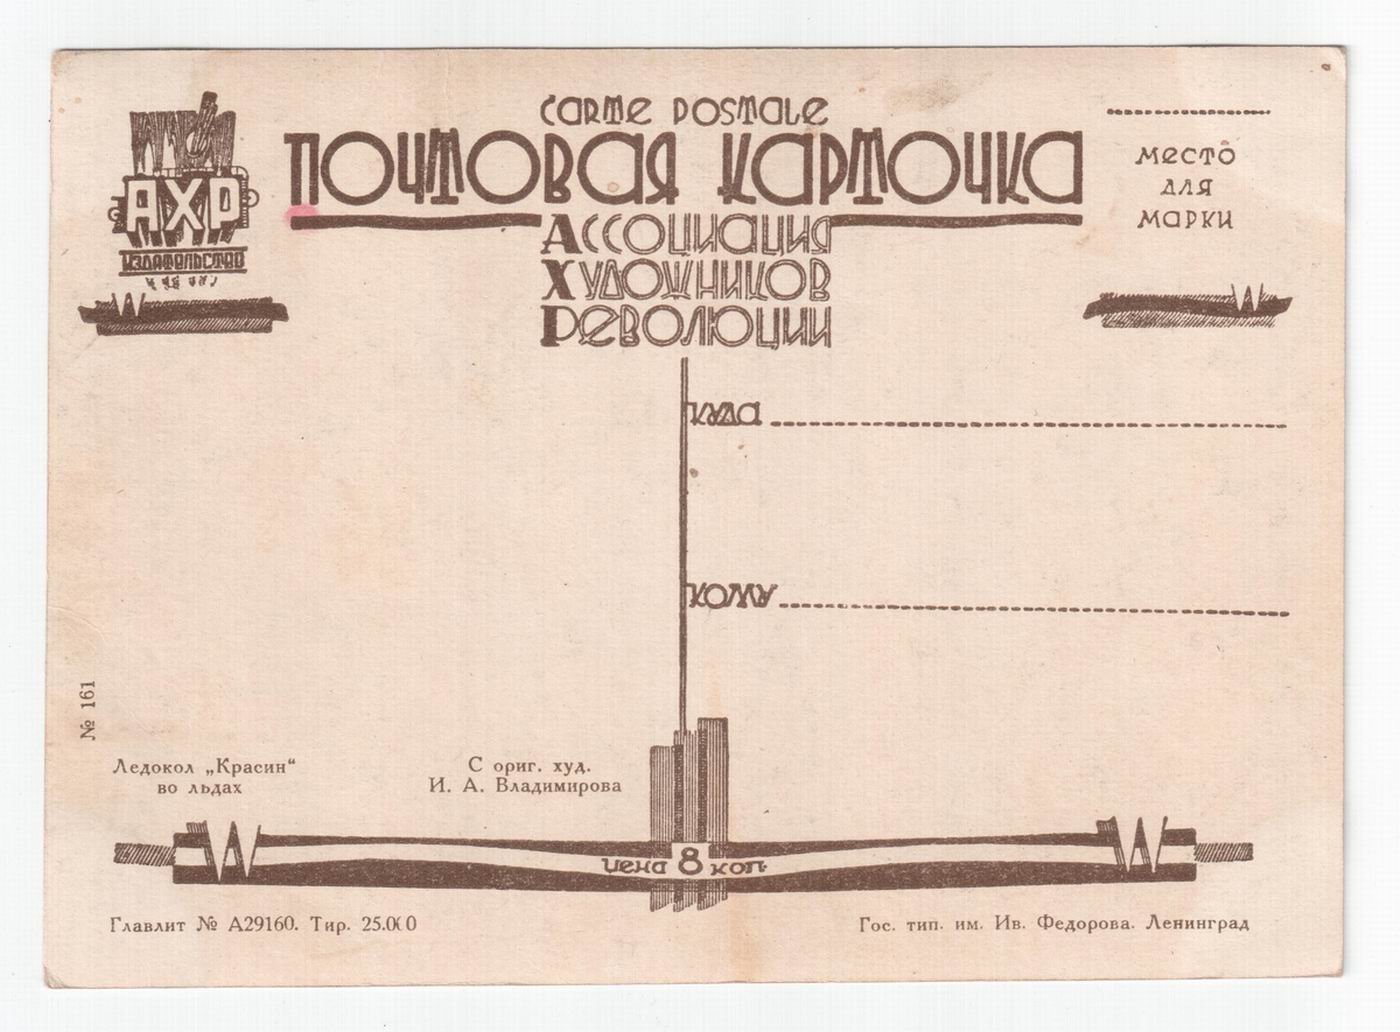 CARTE POSTALE
ПОЧТОВАЯ КАРТОЧКА
АХР
ИЗДАТЕЛЬСТВО
МЕСТО
ДЛЯ
МАРКИ
АССОЦИАЦИЯ
ХУДОЖНИКОВ
РЕВОЛЮЦИИ
КУДА
КОМУ
№ 161
Ледокол „Красин“
во льдах
С ориг. худ.
И. А. Владимирова
цена 8 коп.
Главлит № А29160. Тир. 25.000
Гос. тип. им. Ив. Федорова. Ленинград